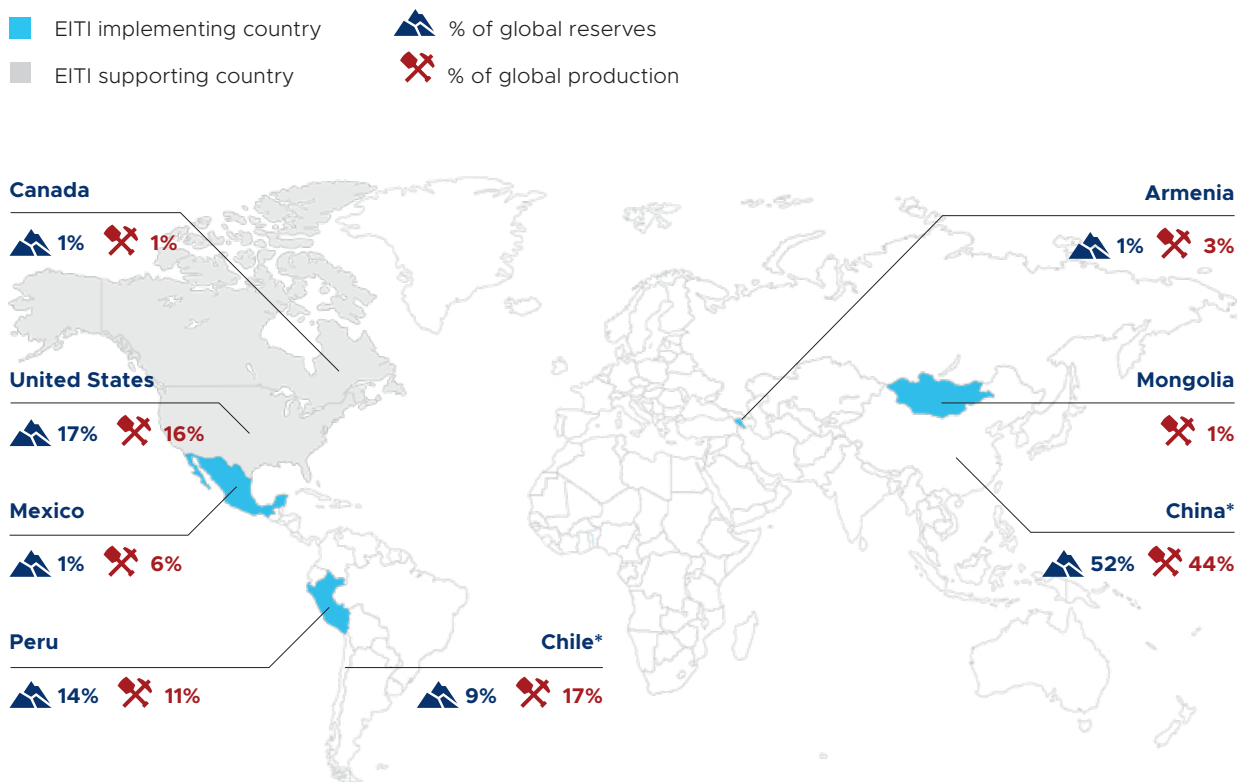 EITI implementing country
% of global reserves
EITI supporting country
% of global production
Canada
1% 1%
Armenia
1% 3%
United States
17% 16%
Mongolia
1%
Mexico
1% 6%
China*
52% 44%
Peru
14% 11%
Chile*
9% 17%